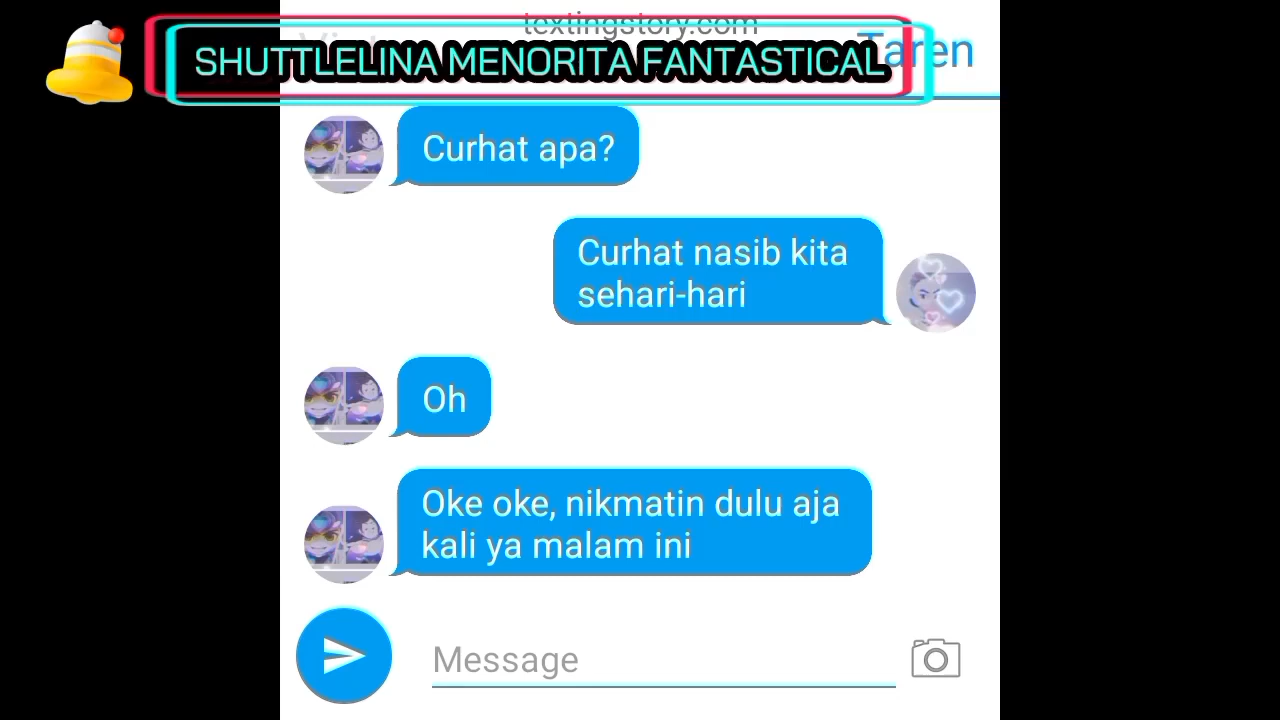 textingstory.com
SHUTTLELINA MENORITA FANTASTICAL
Taren
Curhat apa?
Curhat nasib kita
sehari-hari
Oh
Oke oke, nikmatin dulu aja
kali ya malam ini
Message